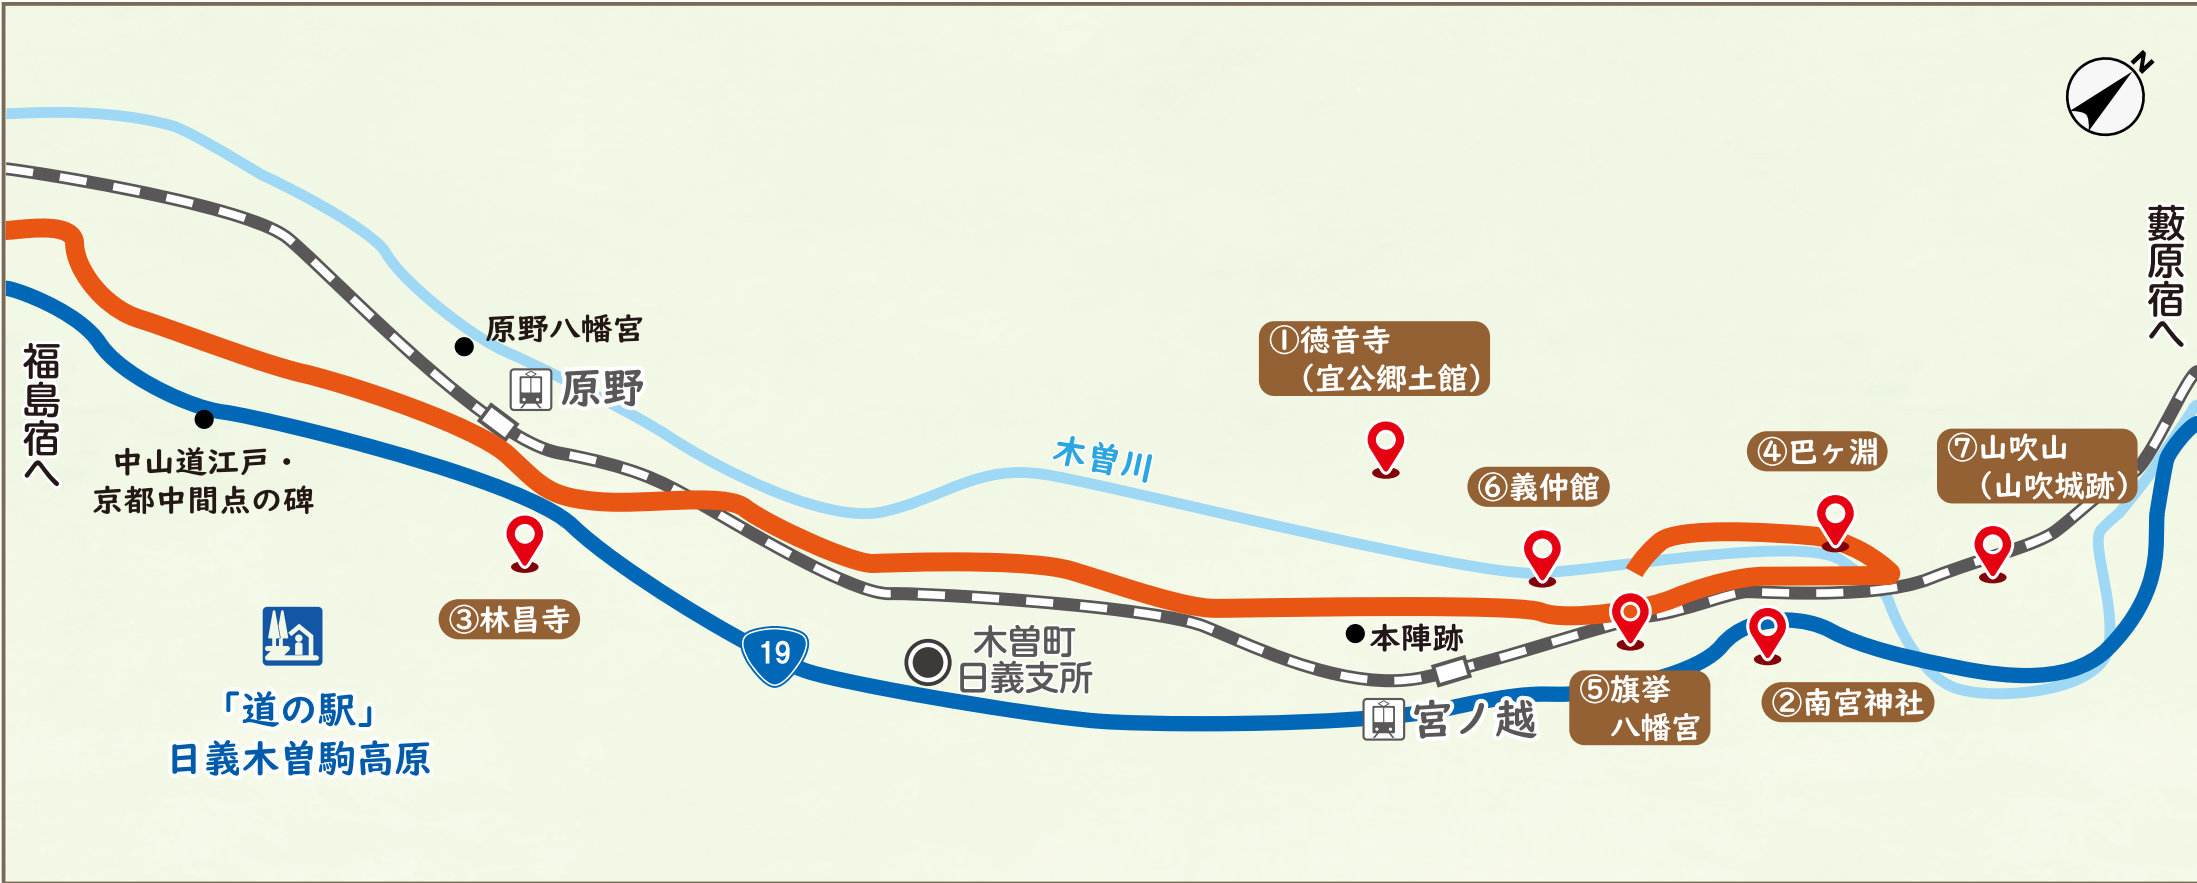 N
藪原宿へ
原野八幡宮
原野
①徳音寺
（宜公郷土館）
福島宿へ
中山道江戸・
京都中間点の碑
木曽川
⑥義仲館
④巴ヶ淵
⑦山吹山
（山吹城跡）
③林昌寺
19
木曽町
日義支所
本陣跡
宮ノ越
⑤旗挙
八幡宮
②南宮神社
「道の駅」
日義木曽駒高原